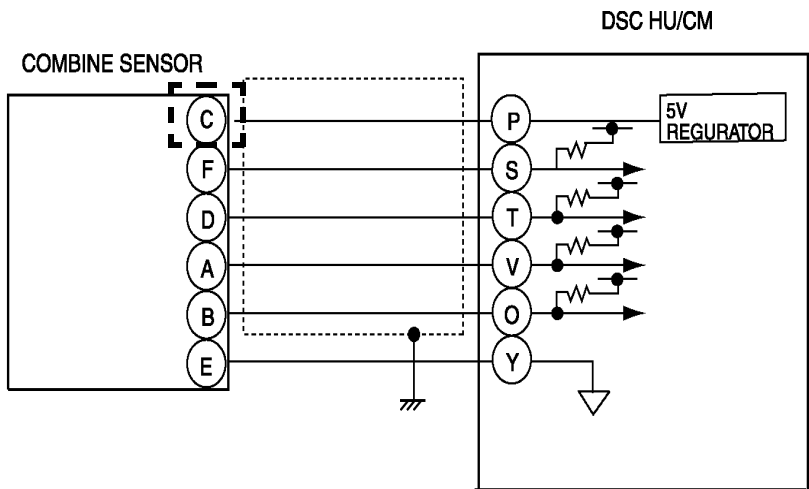 DSC HU/CM
COMBINE SENSOR
C
P
5V
REGURATOR
F
S
D
T
A
V
B
O
E
Y